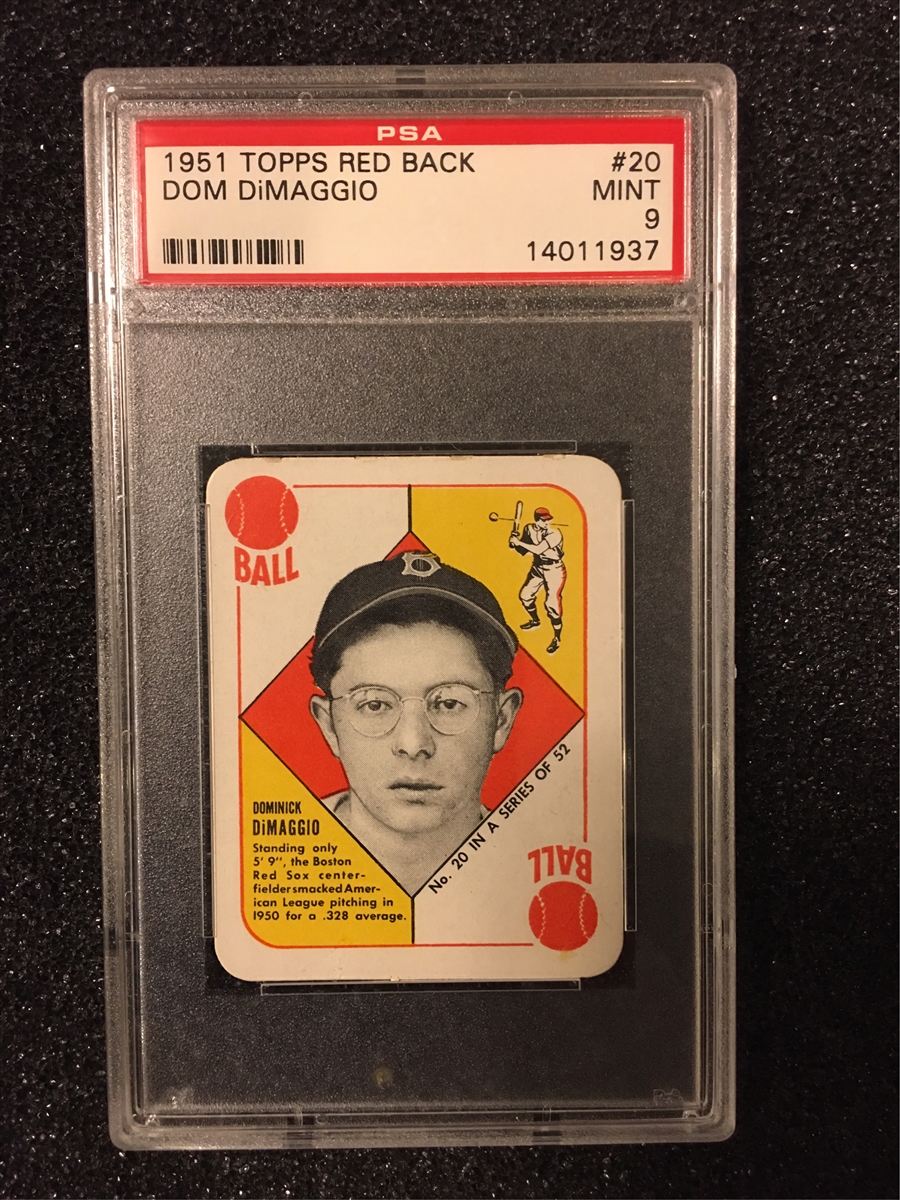 PSA
1951 TOPPS RED BACK #20
DOM DiMAGGIO MINT
9
14011937
BALL
B
DOMINICK
DiMAGGIO
Standing only
5' 9", the Boston
Red Sox center-
fielder smacked Amer-
ican League pitching in
1950 for a .328 average.
No. 20 IN A SERIES OF 52
BALL